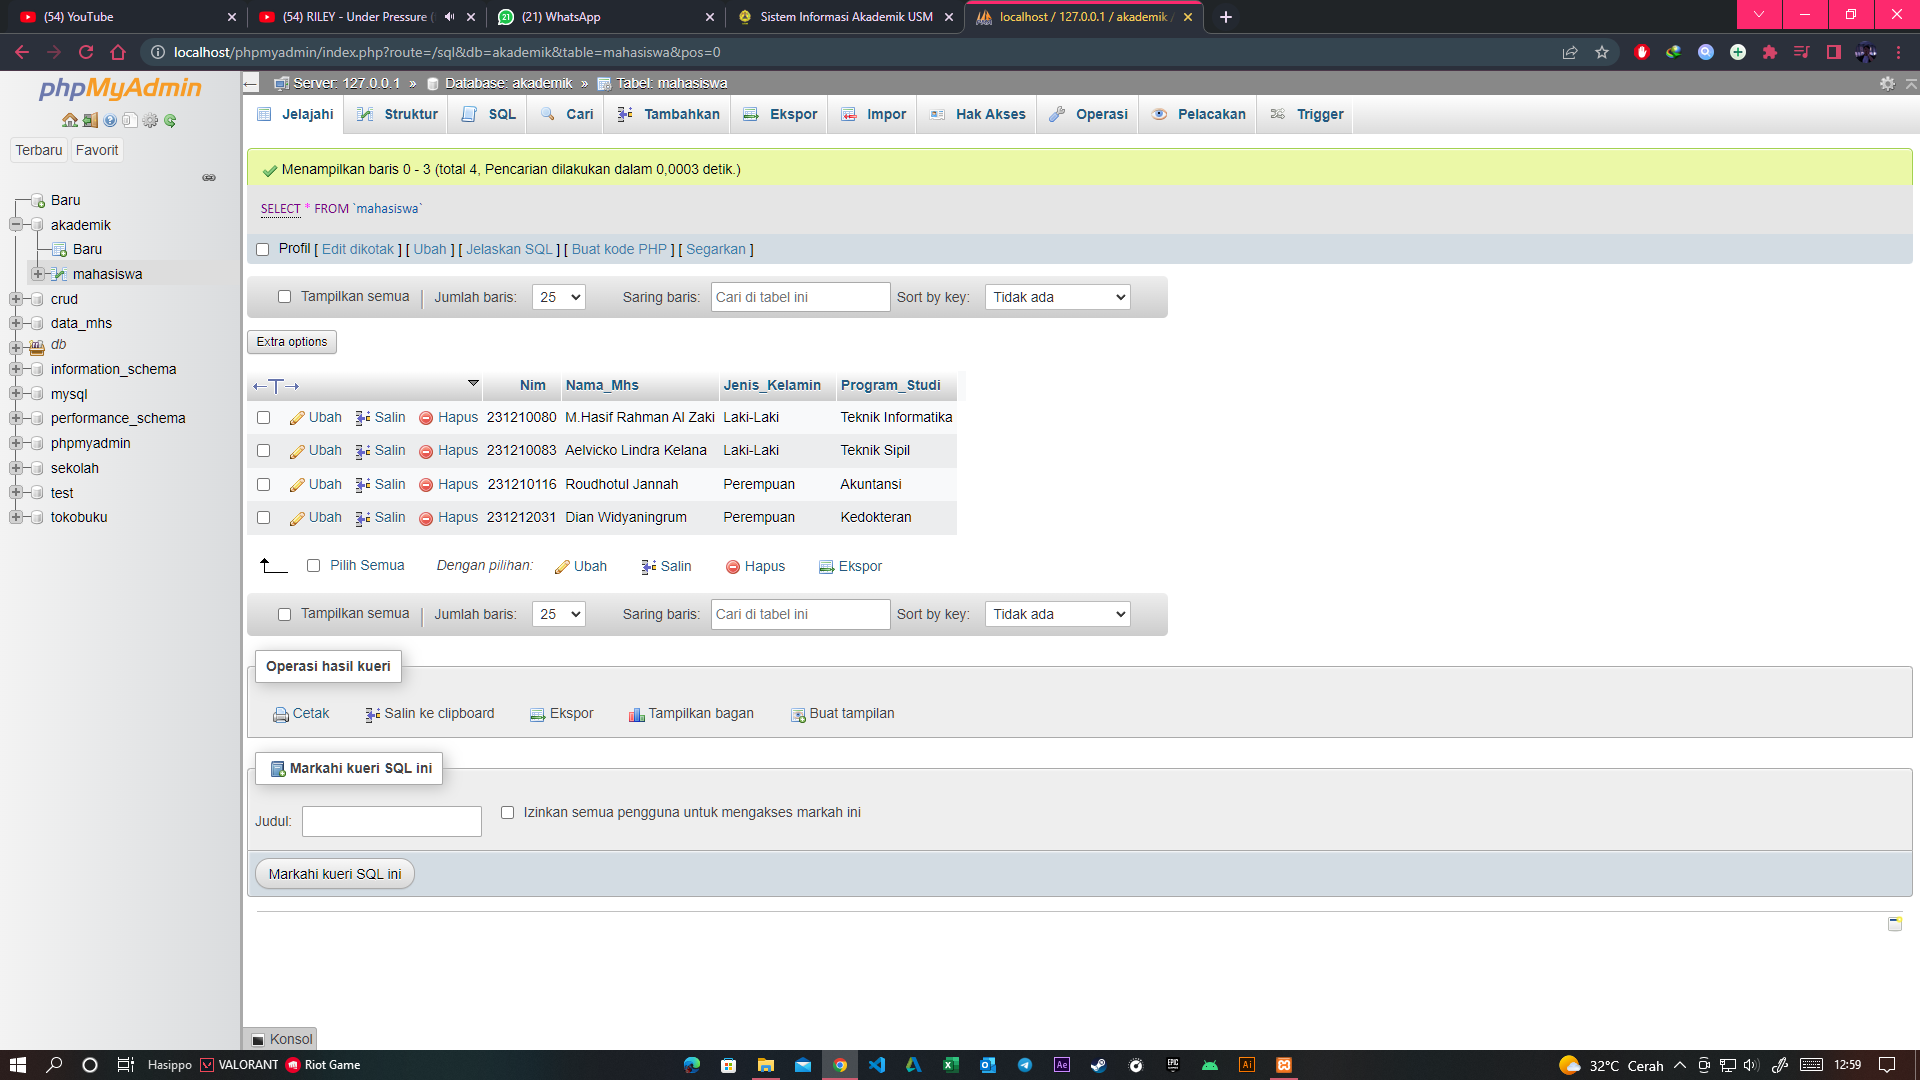 (54) YouTube
(54) RILEY - Under Pressure (
(21) WhatsApp
Sistem Informasi Akademik USM
localhost / 127.0.0.1 / akademik /
localhost/phpmyadmin/index.php?route=/sql&db=akademik&table=mahasiswa&pos=0
phpMyAdmin
Terbaru Favorit
Baru
akademik
Baru
mahasiswa
crud
data_mhs
db
information_schema
mysql
performance_schema
phpmyadmin
sekolah
test
tokobuku
Server: 127.0.0.1 » Database: akademik » Tabel: mahasiswa
Jelajahi Struktur SQL Cari Tambahkan Ekspor Impor Hak Akses Operasi Pelacakan Trigger
Menampilkan baris 0 - 3 (total 4, Pencarian dilakukan dalam 0,0003 detik.)
SELECT * FROM `mahasiswa`
Profil [ Edit dikotak ] [ Ubah ] [ Jelaskan SQL ] [ Buat kode PHP ] [ Segarkan ]
Tampilkan semua | Jumlah baris: 25 Saring baris: Cari di tabel ini Sort by key: Tidak ada
Extra options
←T→ Nim Nama_Mhs Jenis_Kelamin Program_Studi
Ubah Salin Hapus 231210080 M.Hasif Rahman Al Zaki Laki-Laki Teknik Informatika
Ubah Salin Hapus 231210083 Aelvicko Lindra Kelana Laki-Laki Teknik Sipil
Ubah Salin Hapus 231210116 Roudhotul Jannah Perempuan Akuntansi
Ubah Salin Hapus 231212031 Dian Widyaningrum Perempuan Kedokteran
Pilih Semua Dengan pilihan: Ubah Salin Hapus Ekspor
Tampilkan semua | Jumlah baris: 25 Saring baris: Cari di tabel ini Sort by key: Tidak ada
Operasi hasil kueri
Cetak Salin ke clipboard Ekspor Tampilkan bagan Buat tampilan
Markahi kueri SQL ini
Judul: Izinkan semua pengguna untuk mengakses markah ini
Markahi kueri SQL ini
Konsol
Hasippo VALORANT Riot Game 32°C Cerah 12:59